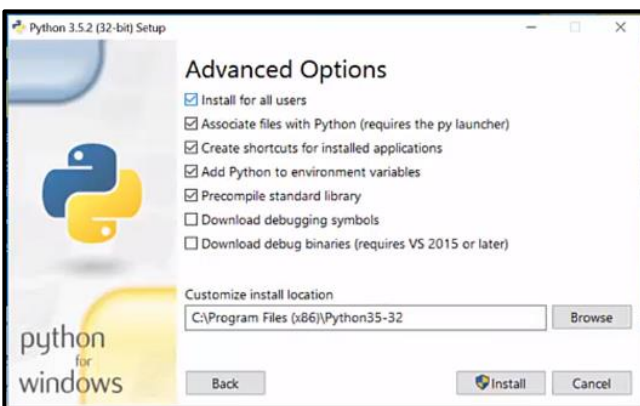 Python 3.5.2 (32-bit) Setup
Advanced Options
Install for all users
Associate files with Python (requires the py launcher)
Create shortcuts for installed applications
Add Python to environment variables
Precompile standard library
Download debugging symbols
Download debug binaries (requires VS 2015 or later)
Customize install location
C:\Program Files (x86)\Python35-32
Browse
python
for
windows
Back
Install
Cancel